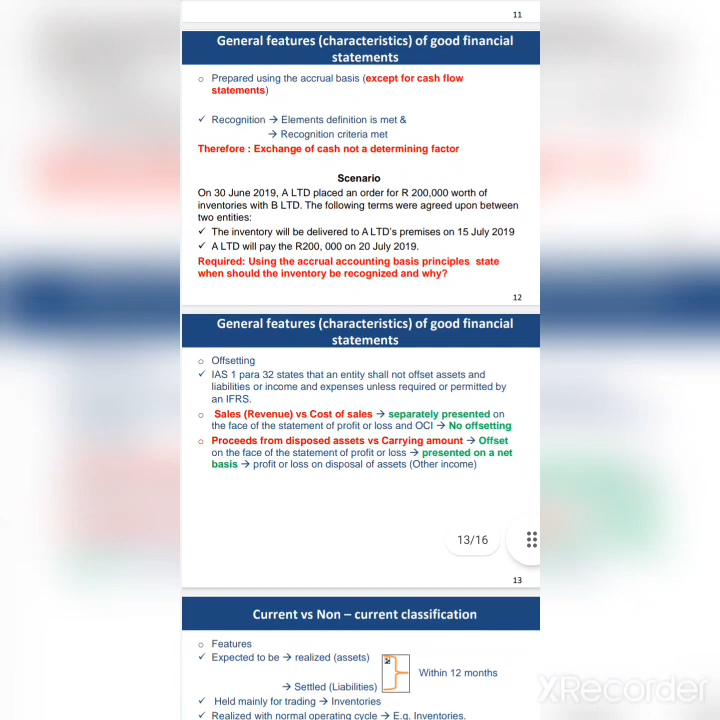 11
General features (characteristics) of good financial
statements
o Prepared using the accrual basis (except for cash flow
statements)
✓ Recognition → Elements definition is met &
→ Recognition criteria met
Therefore : Exchange of cash not a determining factor
Scenario
On 30 June 2019, A LTD placed an order for R 200,000 worth of
inventories with B LTD. The following terms were agreed upon between
two entities:
✓ The inventory will be delivered to A LTD's premises on 15 July 2019
✓ A LTD will pay the R200, 000 on 20 July 2019.
Required: Using the accrual accounting basis principles state
when should the inventory be recognized and why?
12
General features (characteristics) of good financial
statements
o Offsetting
✓ IAS 1 para 32 states that an entity shall not offset assets and
liabilities or income and expenses unless required or permitted by
an IFRS.
o Sales (Revenue) vs Cost of sales → separately presented on
the face of the statement of profit or loss and OCI → No offsetting
o Proceeds from disposed assets vs Carrying amount → Offset
on the face of the statement of profit or loss → presented on a net
basis → profit or loss on disposal of assets (Other income)
13/16
13
Current vs Non – current classification
o Features
✓ Expected to be → realized (assets)
Within 12 months
→ Settled (Liabilities)
✓ Held mainly for trading → Inventories
✓ Realized with normal operating cycle → E.g. Inventories.
XRecorder